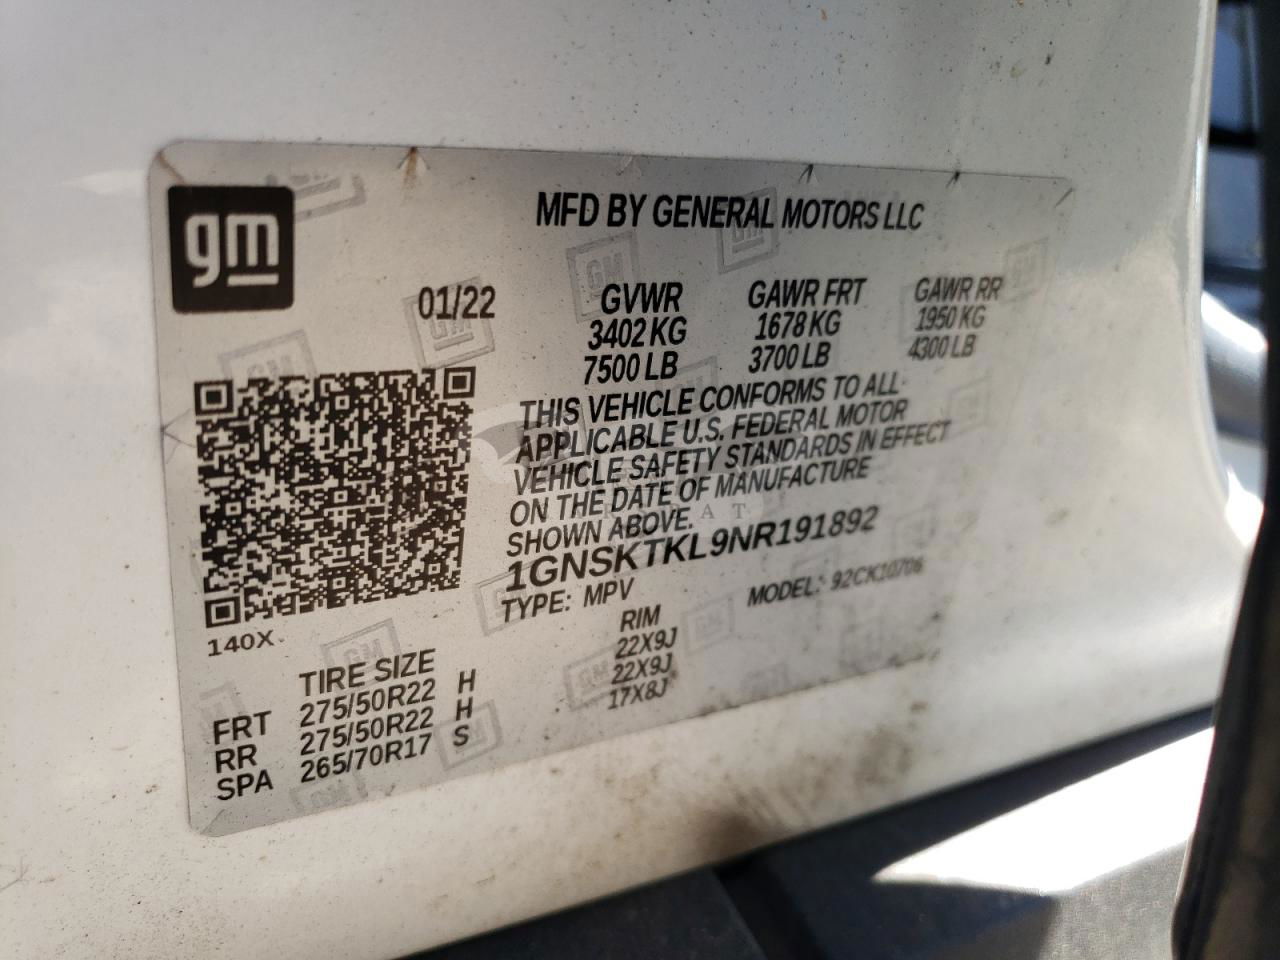 gm
MFD BY GENERAL MOTORS LLC
01/22 GVWR GAWR FRT GAWR RR
3402 KG 1678 KG 1950 KG
7500 LB 3700 LB 4300 LB
THIS VEHICLE CONFORMS TO ALL
APPLICABLE U.S. FEDERAL MOTOR
VEHICLE SAFETY STANDARDS IN EFFECT
ON THE DATE OF MANUFACTURE
SHOWN ABOVE.
1GNSKTKL9NR191892
TYPE: MPV MODEL: 92CK10706
140X
TIRE SIZE RIM
FRT 275/50R22 H 22X9J
RR 275/50R22 H 22X9J
SPA 265/70R17 S 17X8J